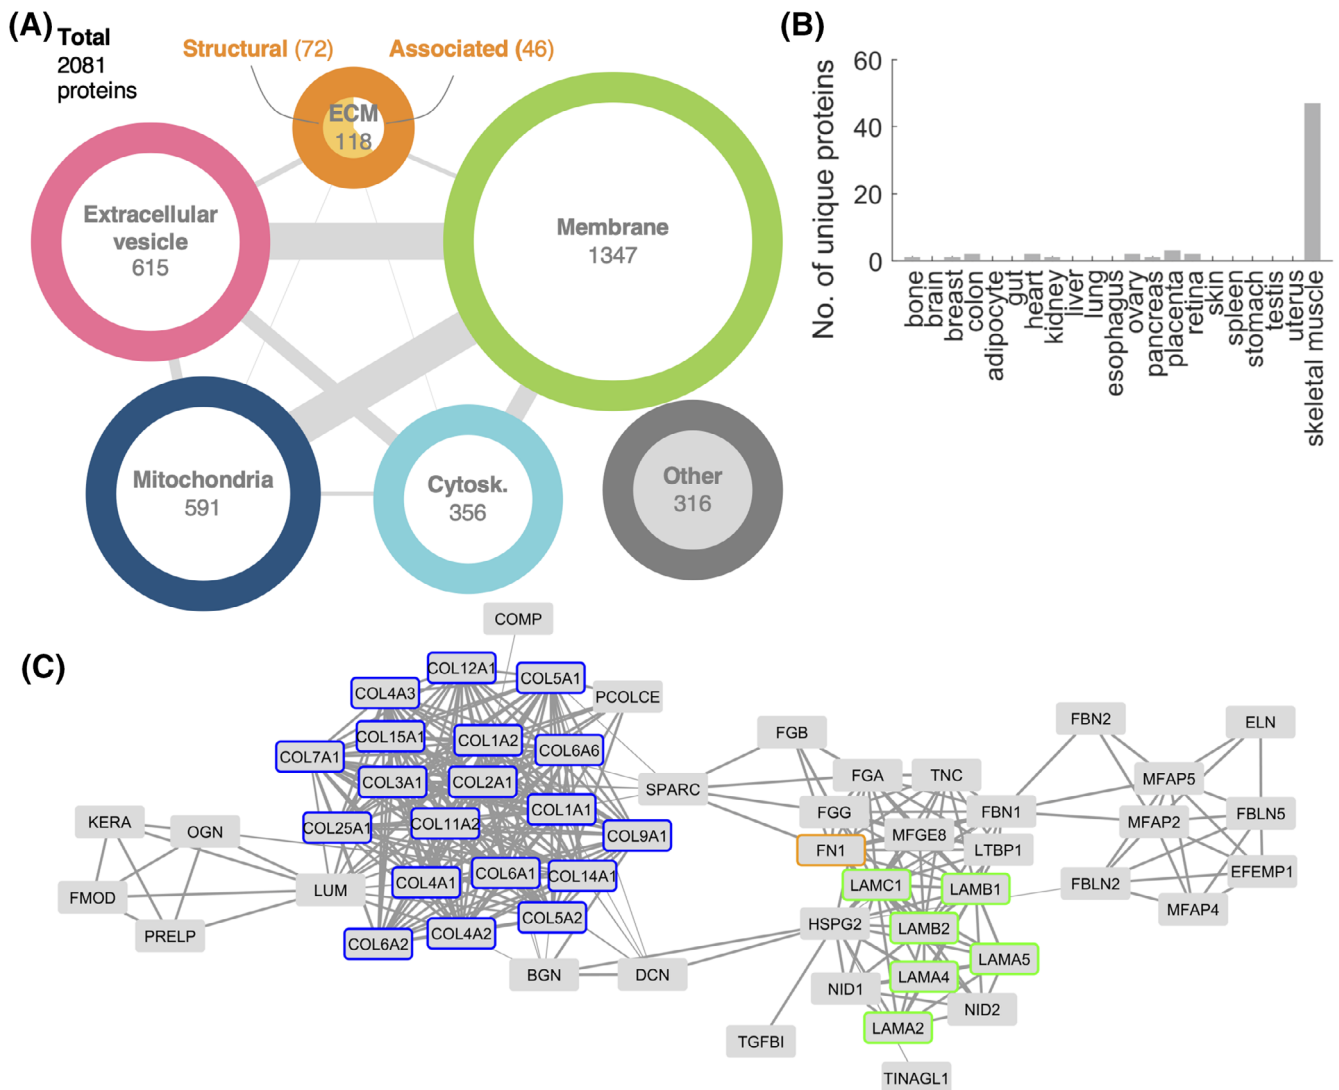 (A)
Total
2081
proteins
Structural (72)
Associated (46)
ECM
118
Extracellular
vesicle
615
Membrane
1347
Mitochondria
591
Cytosk.
356
Other
316
(B)
No. of unique proteins
60
40
20
0
bone
brain
breast
colon
adipocyte
gut
heart
kidney
liver
lung
esophagus
ovary
pancreas
placenta
retina
skin
spleen
stomach
testis
uterus
skeletal muscle
(C)
COMP
COL12A1
COL4A3
COL5A1
PCOLCE
COL15A1
COL1A2
COL6A6
COL7A1
COL3A1
COL2A1
COL1A1
COL25A1
COL11A2
COL9A1
KERA
OGN
FMOD
PRELP
LUM
COL4A1
COL6A1
COL14A1
COL5A2
COL4A2
COL6A2
BGN
DCN
SPARC
FGB
FGA
TNC
FGG
MFGE8
FBN1
FN1
LTBP1
LAMC1
LAMB1
HSPG2
LAMB2
LAMA5
LAMA4
NID1
NID2
LAMA2
TGFBI
TINAGL1
FBN2
ELN
MFAP5
MFAP2
FBLN5
FBLN2
EFEMP1
MFAP4